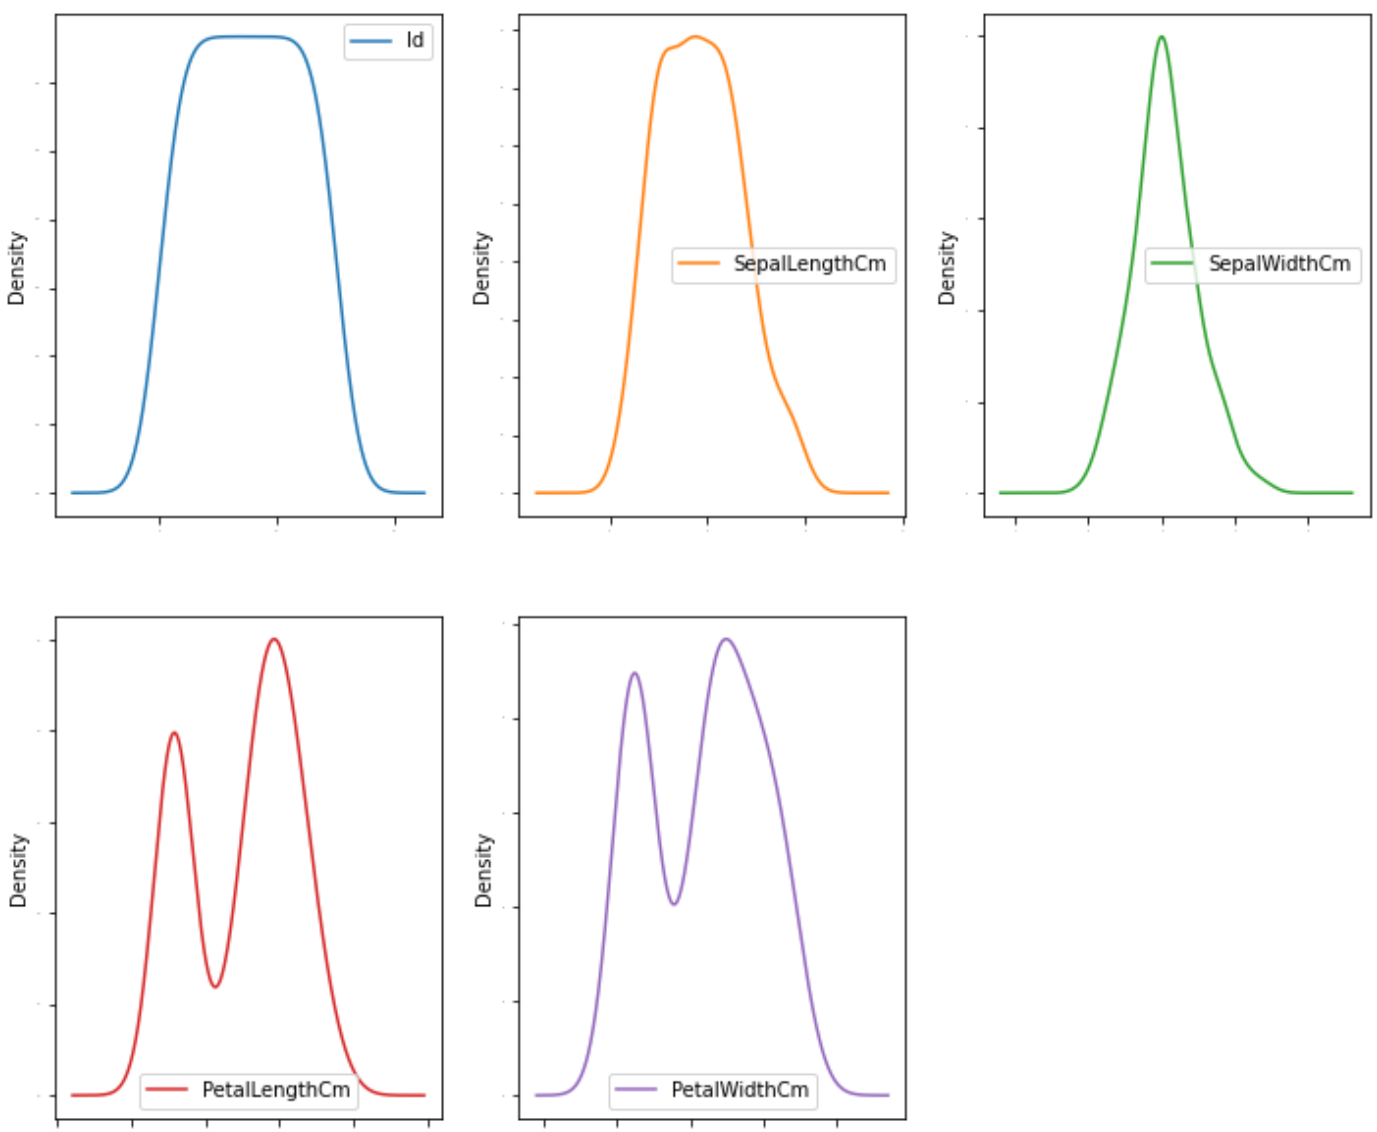 Density
Id
Density
SepalLengthCm
Density
SepalWidthCm
Density
PetalLengthCm
Density
PetalWidthCm